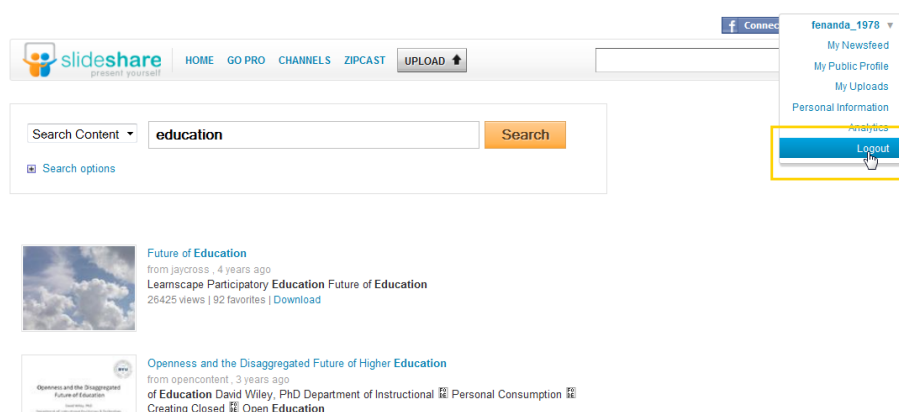 Connec
fenanda_1978
My Newsfeed
My Public Profile
My Uploads
Personal Information
Analytics
Logout
slideshare
present yourself
HOME GO PRO CHANNELS ZIPCAST UPLOAD
Search Content education Search
Search options
Future of Education
from jaycross , 4 years ago
Learnscape Participatory Education Future of Education
26425 views | 92 favorites | Download
Openness and the Disaggregated
Future of Education
Openness and the Disaggregated Future of Higher Education
from opencontent , 3 years ago
of Education David Wiley, PhD Department of Instructional Personal Consumption
Creating Closed Open Education